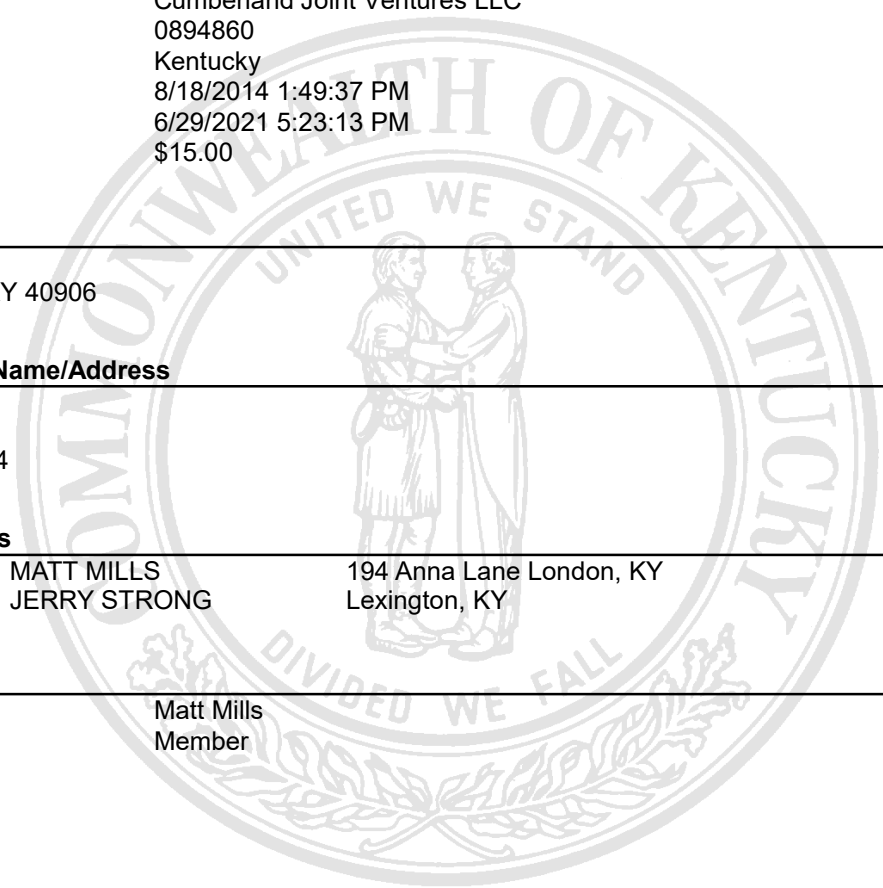 Cumberland Joint Ventures LLC
0894860
Kentucky
8/18/2014 1:49:37 PM
6/29/2021 5:23:13 PM
$15.00
COMMONWEALTH OF KENTUCKY
UNITED WE STAND
Y 40906
Name/Address
4
s
MATT MILLS 194 Anna Lane London, KY
JERRY STRONG Lexington, KY
DIVIDED WE FALL
Matt Mills
Member